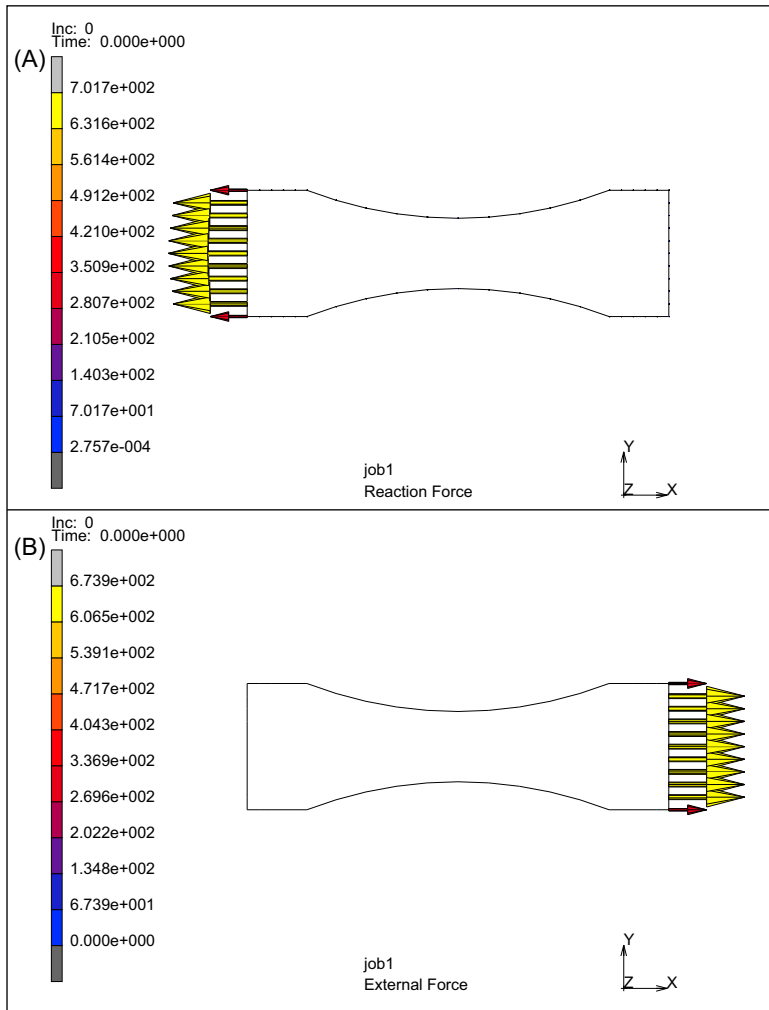 Inc: 0
Time: 0.000e+000
(A)
7.017e+002
6.316e+002
5.614e+002
4.912e+002
4.210e+002
3.509e+002
2.807e+002
2.105e+002
1.403e+002
7.017e+001
2.757e-004
Y
Z X
job1
Reaction Force
Inc: 0
Time: 0.000e+000
(B)
6.739e+002
6.065e+002
5.391e+002
4.717e+002
4.043e+002
3.369e+002
2.696e+002
2.022e+002
1.348e+002
6.739e+001
0.000e+000
Y
Z X
job1
External Force